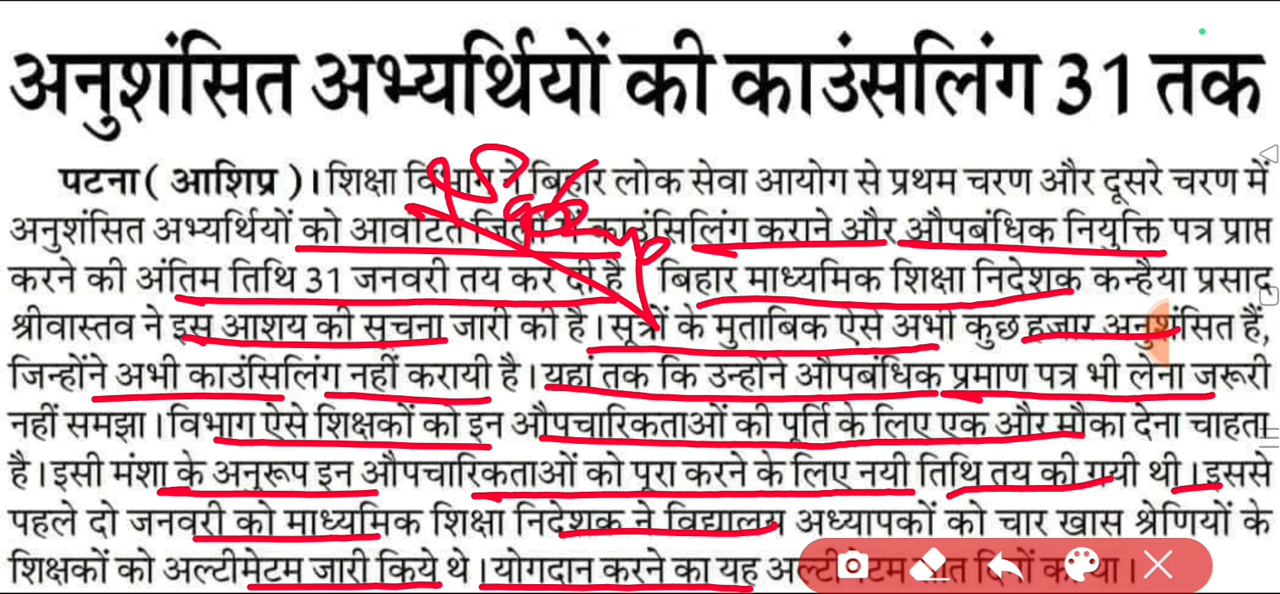 अनुशंसित अभ्यर्थियों की काउंसलिंग 31 तक
पटना ( आशिप्र )। शिक्षा विभाग ने बिहार लोक सेवा आयोग से प्रथम चरण और दूसरे चरण में
अनुशंसित अभ्यर्थियों को आवंटित जिलों में काउंसिलिंग कराने और औपबंधिक नियुक्ति पत्र प्राप्त
करने की अंतिम तिथि 31 जनवरी तय कर दी है। बिहार माध्यमिक शिक्षा निदेशक कन्हैया प्रसाद
श्रीवास्तव ने इस आशय की सूचना जारी की है। सूत्रों के मुताबिक ऐसे अभी कुछ हजार अनुशंसित हैं,
जिन्होंने अभी काउंसिलिंग नहीं करायी है। यहां तक कि उन्होंने औपबंधिक प्रमाण पत्र भी लेना जरूरी
नहीं समझा। विभाग ऐसे शिक्षकों को इन औपचारिकताओं की पूर्ति के लिए एक और मौका देना चाहता
है। इसी मंशा के अनुरूप इन औपचारिकताओं को पूरा करने के लिए नयी तिथि तय की गयी थी। इससे
पहले दो जनवरी को माध्यमिक शिक्षा निदेशक ने विद्यालय अध्यापकों को चार खास श्रेणियों के
शिक्षकों को अल्टीमेटम जारी किये थे। योगदान करने का यह अल्टीमेटम सात दिनों का था।